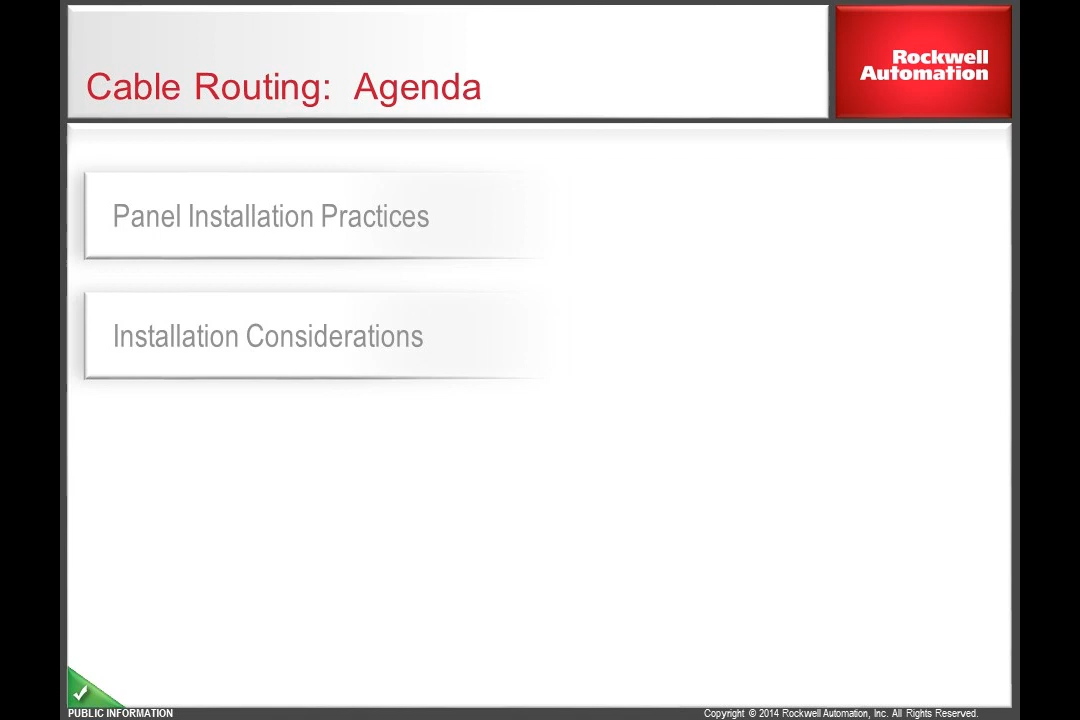 Cable Routing: Agenda
Rockwell
Automation
Panel Installation Practices
Installation Considerations
PUBLIC INFORMATION
Copyright © 2014 Rockwell Automation, Inc. All Rights Reserved.